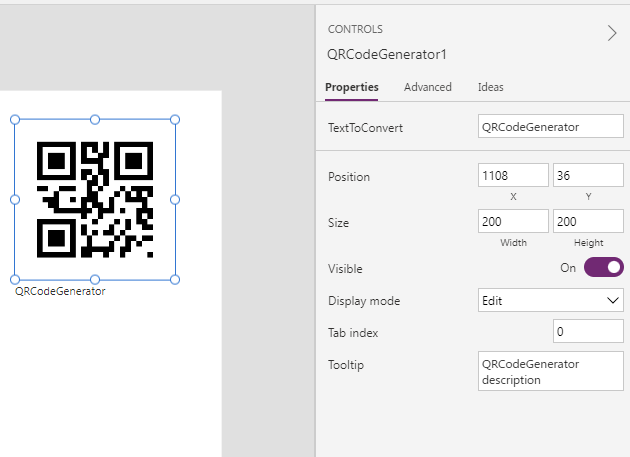 CONTROLS
QRCodeGenerator1
Properties Advanced Ideas
TextToConvert QRCodeGenerator
Position 1108 36
X Y
Size 200 200
Width Height
Visible On
Display mode Edit
Tab index 0
Tooltip QRCodeGenerator
description
QRCodeGenerator